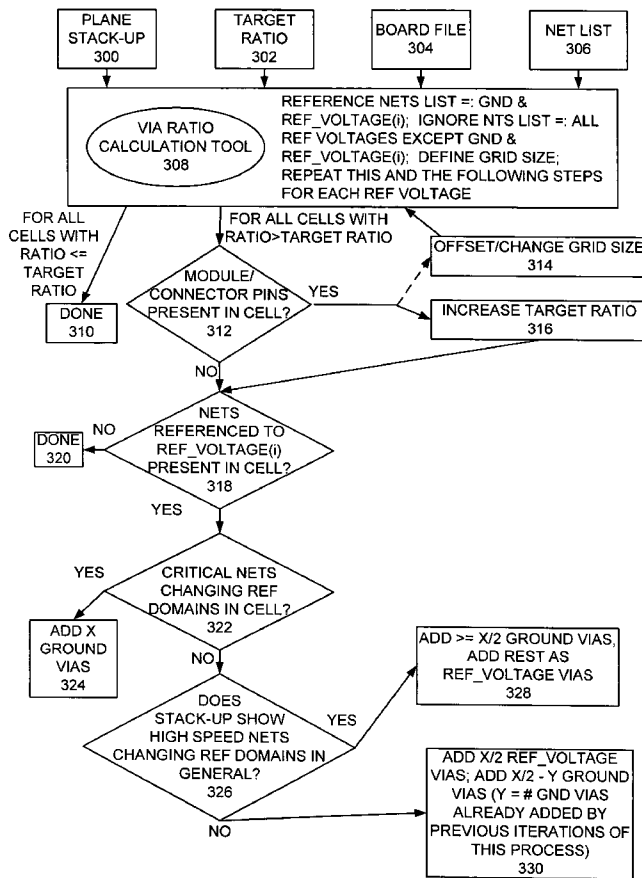 PLANE
STACK-UP
300
TARGET
RATIO
302
BOARD FILE
304
NET LIST
306
VIA RATIO
CALCULATION TOOL
308
REFERENCE NETS LIST =: GND &
REF_VOLTAGE(i); IGNORE NTS LIST =: ALL
REF VOLTAGES EXCEPT GND &
REF_VOLTAGE(i); DEFINE GRID SIZE;
REPEAT THIS AND THE FOLLOWING STEPS
FOR EACH REF VOLTAGE
FOR ALL
CELLS WITH
RATIO <=
TARGET
RATIO
FOR ALL CELLS WITH
RATIO>TARGET RATIO
DONE
310
MODULE/
CONNECTOR PINS
PRESENT IN CELL?
312
YES
OFFSET/CHANGE GRID SIZE
314
INCREASE TARGET RATIO
316
NO
NETS
REFERENCED TO
REF_VOLTAGE(i)
PRESENT IN CELL?
318
NO
DONE
320
YES
CRITICAL NETS
CHANGING REF
DOMAINS IN CELL?
322
YES
ADD X
GROUND
VIAS
324
NO
DOES
STACK-UP SHOW
HIGH SPEED NETS
CHANGING REF DOMAINS IN
GENERAL?
326
YES
ADD >= X/2 GROUND VIAS,
ADD REST AS
REF_VOLTAGE VIAS
328
NO
ADD X/2 REF_VOLTAGE
VIAS; ADD X/2 - Y GROUND
VIAS (Y = # GND VIAS
ALREADY ADDED BY
PREVIOUS ITERATIONS OF
THIS PROCESS)
330